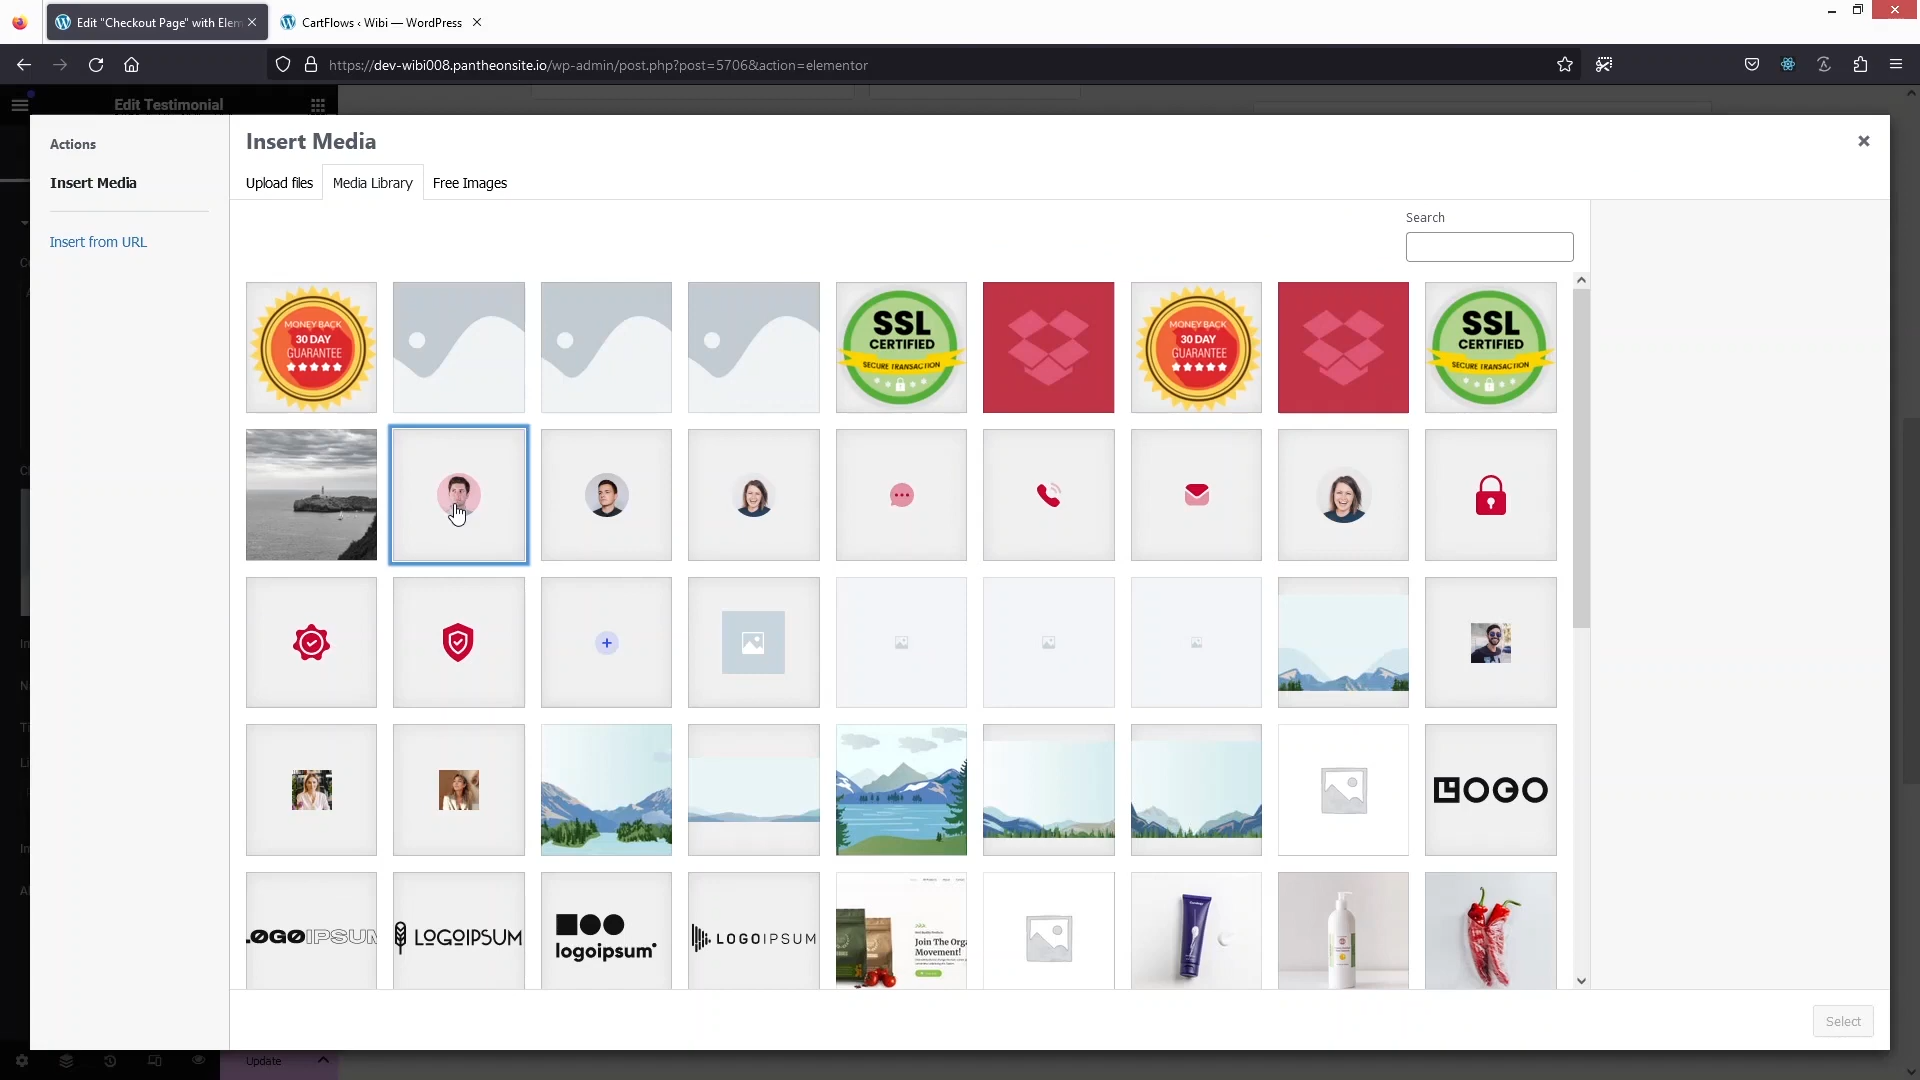 Edit "Checkout Page" with Elem
CartFlows ‹ Wibi — WordPress
https://dev-wibi008.pantheonsite.io/wp-admin/post.php?post=5706&action=elementor
Edit Testimonial
Actions
Insert Media
Insert from URL
Insert Media
Upload files
Media Library
Free Images
Search
MONEY BACK
30 DAY
GUARANTEE
SSL
CERTIFIED
SECURE TRANSACTION
MONEY BACK
30 DAY
GUARANTEE
SSL
CERTIFIED
SECURE TRANSACTION
LOGO
LOGOIPSUM
LOGOIPSUM
logoipsum
LOGOIPSUM
Join The Orga
Movement!
Select
Update